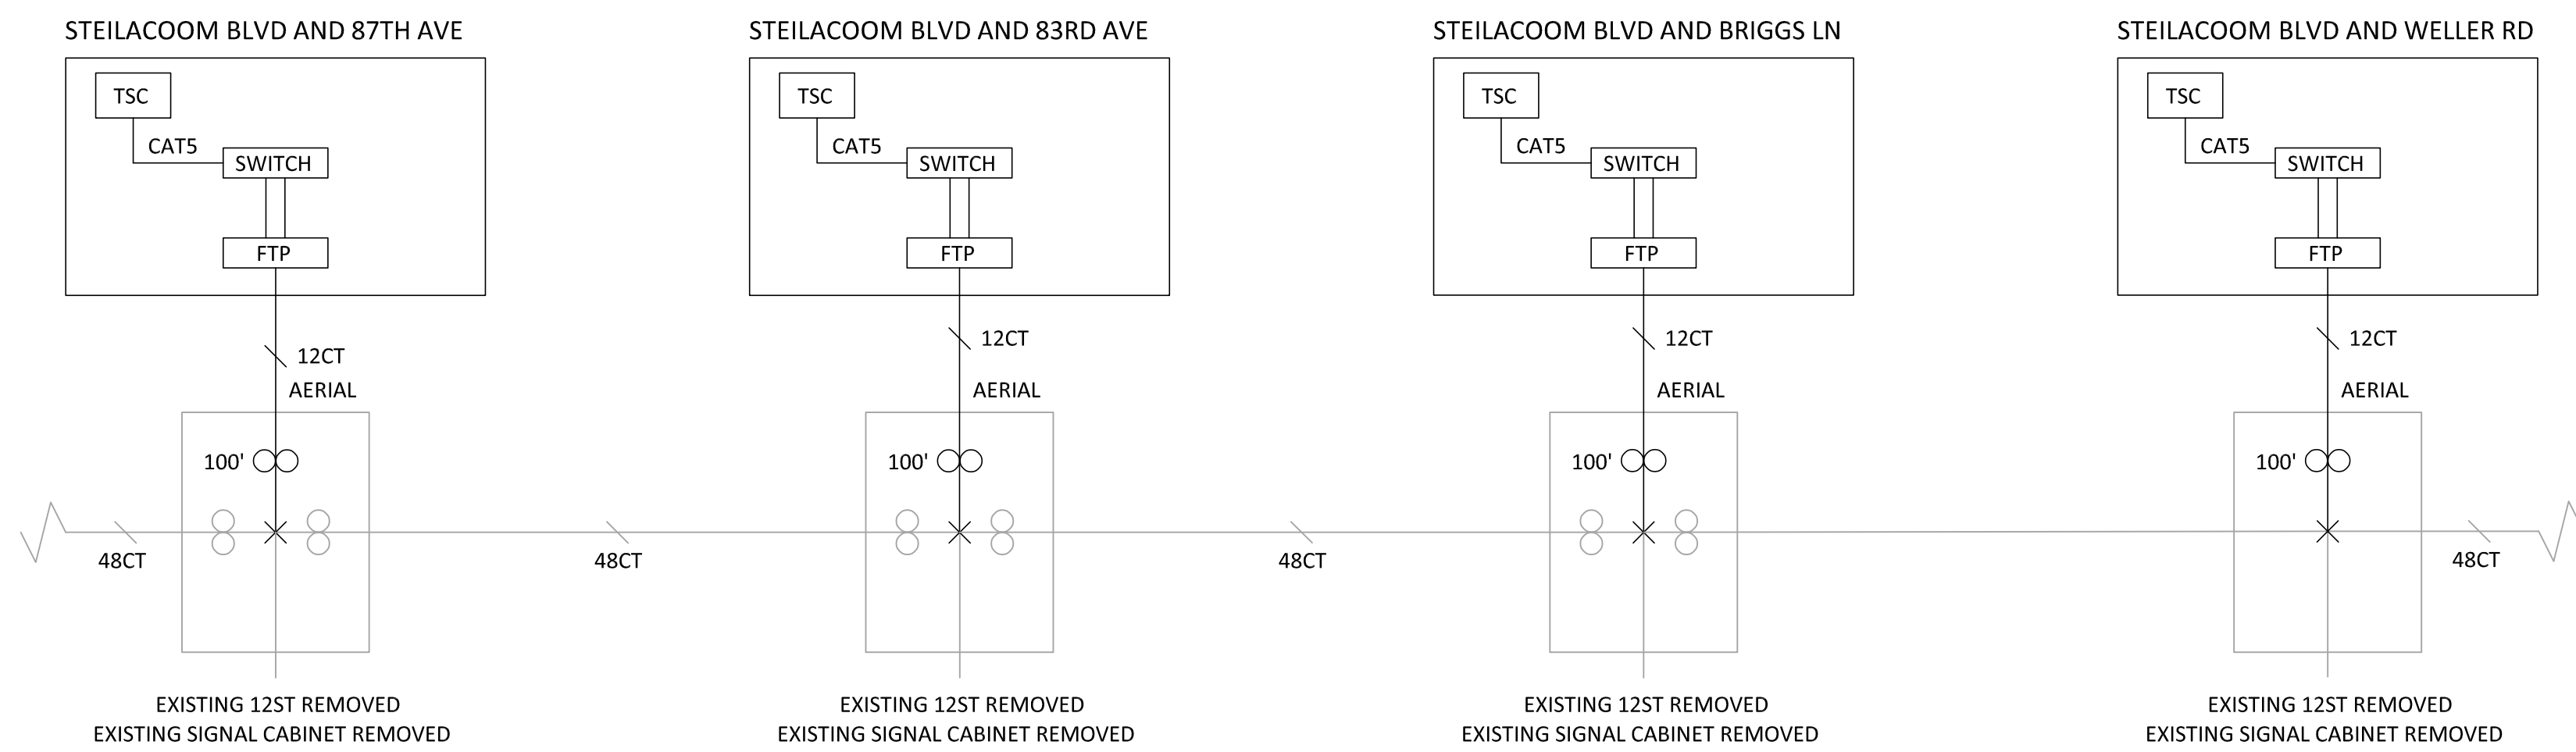 STEILACOOM BLVD AND 87TH AVE
TSC
CAT5
SWITCH
FTP
12CT
AERIAL
100'
48CT
EXISTING 12ST REMOVED
EXISTING SIGNAL CABINET REMOVED
48CT
STEILACOOM BLVD AND 83RD AVE
TSC
CAT5
SWITCH
FTP
12CT
AERIAL
100'
EXISTING 12ST REMOVED
EXISTING SIGNAL CABINET REMOVED
48CT
STEILACOOM BLVD AND BRIGGS LN
TSC
CAT5
SWITCH
FTP
12CT
AERIAL
100'
EXISTING 12ST REMOVED
EXISTING SIGNAL CABINET REMOVED
STEILACOOM BLVD AND WELLER RD
TSC
CAT5
SWITCH
FTP
12CT
AERIAL
100'
48CT
EXISTING 12ST REMOVED
EXISTING SIGNAL CABINET REMOVED